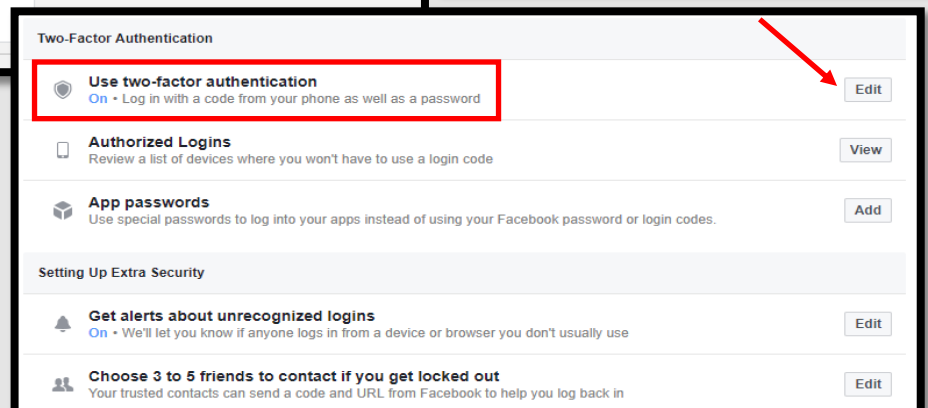 Two-Factor Authentication
Use two-factor authentication
On • Log in with a code from your phone as well as a password
Edit
Authorized Logins
Review a list of devices where you won't have to use a login code
View
App passwords
Use special passwords to log into your apps instead of using your Facebook password or login codes.
Add
Setting Up Extra Security
Get alerts about unrecognized logins
On • We'll let you know if anyone logs in from a device or browser you don't usually use
Edit
Choose 3 to 5 friends to contact if you get locked out
Your trusted contacts can send a code and URL from Facebook to help you log back in
Edit